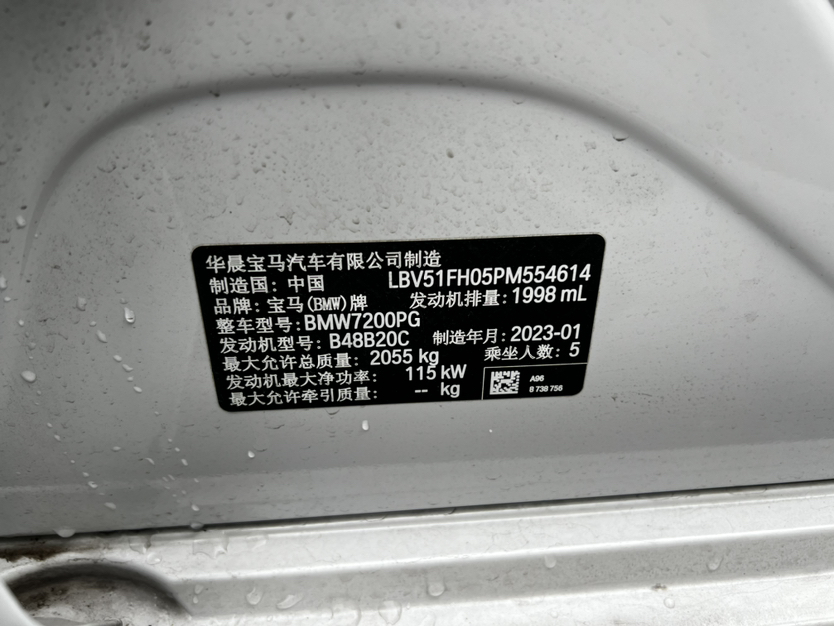 华晨宝马汽车有限公司制造
制造国: 中国 LBV51FH05PM554614
品牌: 宝马(BMW)牌 发动机排量: 1998 mL
整车型号: BMW7200PG
发动机型号: B48B20C 制造年月: 2023-01
最大允许总质量: 2055 kg 乘坐人数: 5
发动机最大净功率: 115 kW
最大允许牵引质量: -- kg
A96
8 738 756